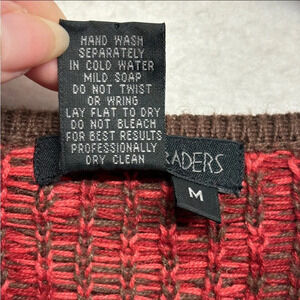 HAND WASH
SEPARATELY
IN COLD WATER
MILD SOAP
DO NOT TWIST
OR WRING
LAY FLAT TO DRY
DO NOT BLEACH
FOR BEST RESULTS
PROFESSIONALLY
DRY CLEAN
RADERS
M